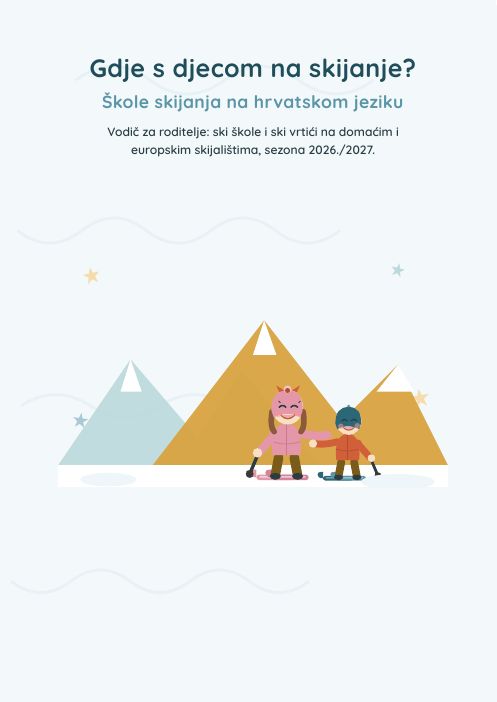 Gdje s djecom na skijanje?
Škole skijanja na hrvatskom jeziku
Vodič za roditelje: ski škole i ski vrtići na domaćim i
europskim skijalištima, sezona 2026./2027.